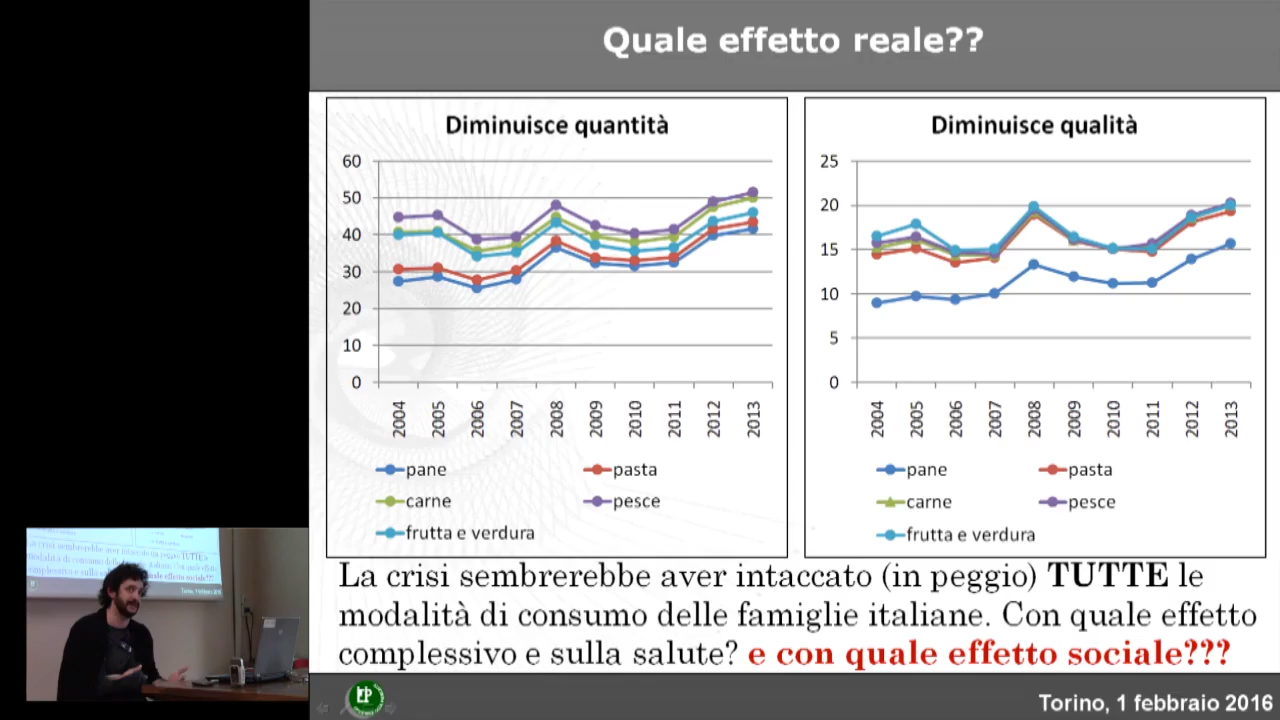 Quale effetto reale??
Diminuisce quantità
60
50
40
30
20
10
0
2004
2005
2006
2007
2008
2009
2010
2011
2012
2013
pane
pasta
carne
pesce
frutta e verdura
Diminuisce qualità
25
20
15
10
5
0
2004
2005
2006
2007
2008
2009
2010
2011
2012
2013
pane
pasta
carne
pesce
frutta e verdura
La crisi sembrerebbe aver intaccato (in peggio) TUTTE le
modalità di consumo delle famiglie italiane. Con quale effetto
complessivo e sulla salute? e con quale effetto sociale???
Torino, 1 febbraio 2016